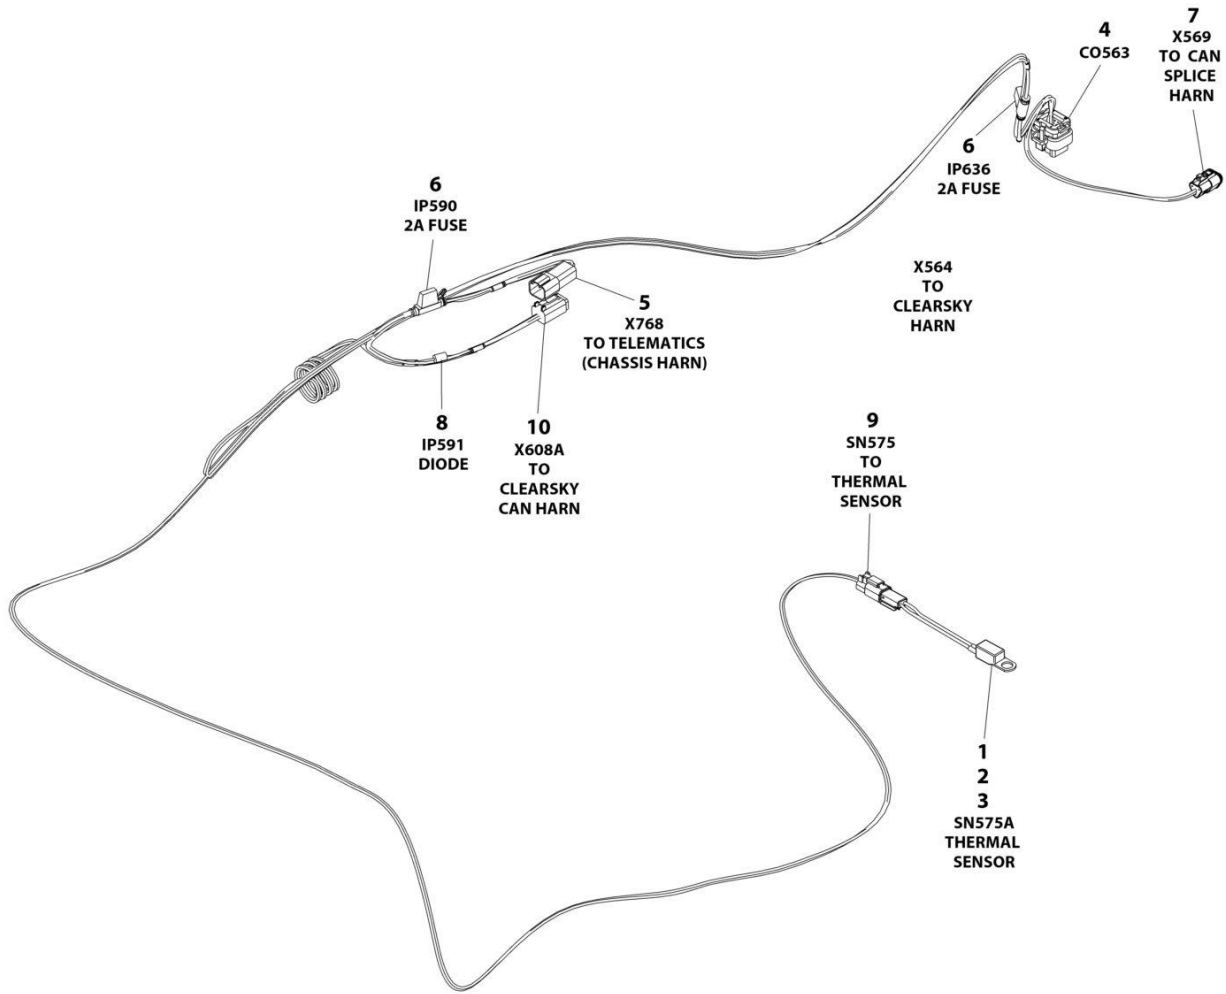 7
X569
TO CAN
SPLICE
HARN
4
CO563
6
IP636
2A FUSE
6
IP590
2A FUSE
X564
TO
CLEARSKY
HARN
5
X768
TO TELEMATICS
(CHASSIS HARN)
8
IP591
DIODE
10
X608A
TO
CLEARSKY
CAN HARN
9
SN575
TO
THERMAL
SENSOR
1
2
3
SN575A
THERMAL
SENSOR